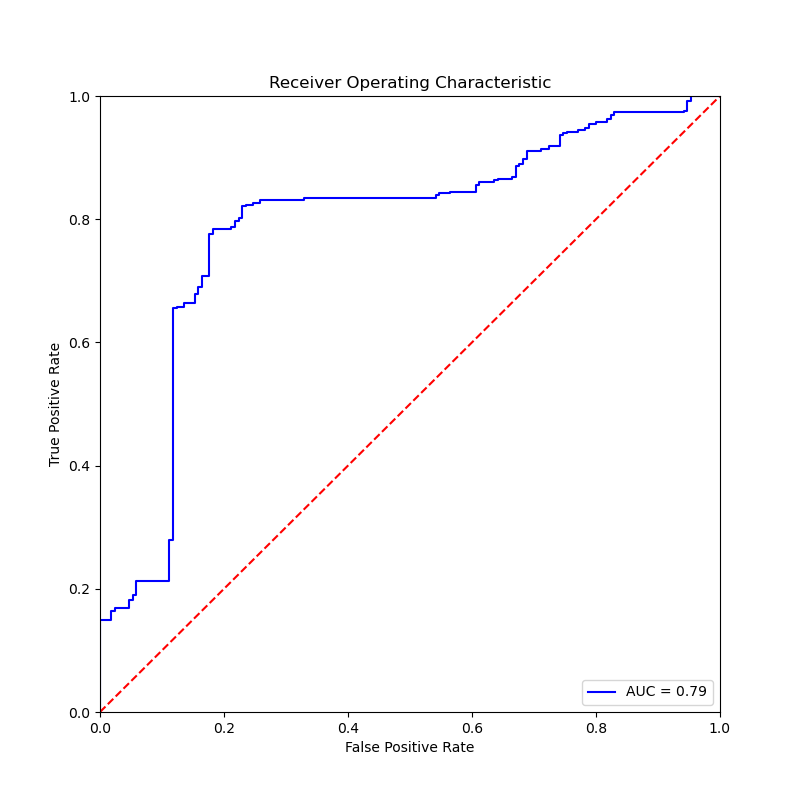 Receiver Operating Characteristic
1.0
0.8
0.6
0.4
0.2
0.0
True Positive Rate
AUC = 0.79
0.0 0.2 0.4 0.6 0.8 1.0
False Positive Rate